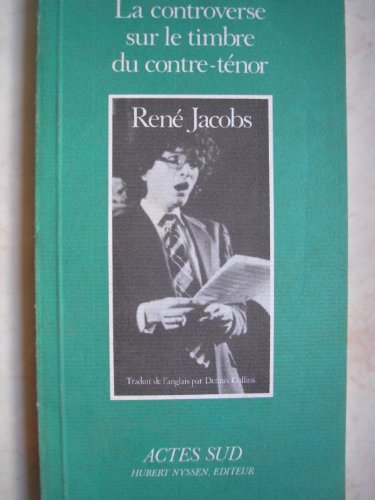 La controverse
sur le timbre
du contre-ténor
René Jacobs
Traduit de l'anglais par Dennis Collins
ACTES SUD
HUBERT NYSSEN, EDITEUR